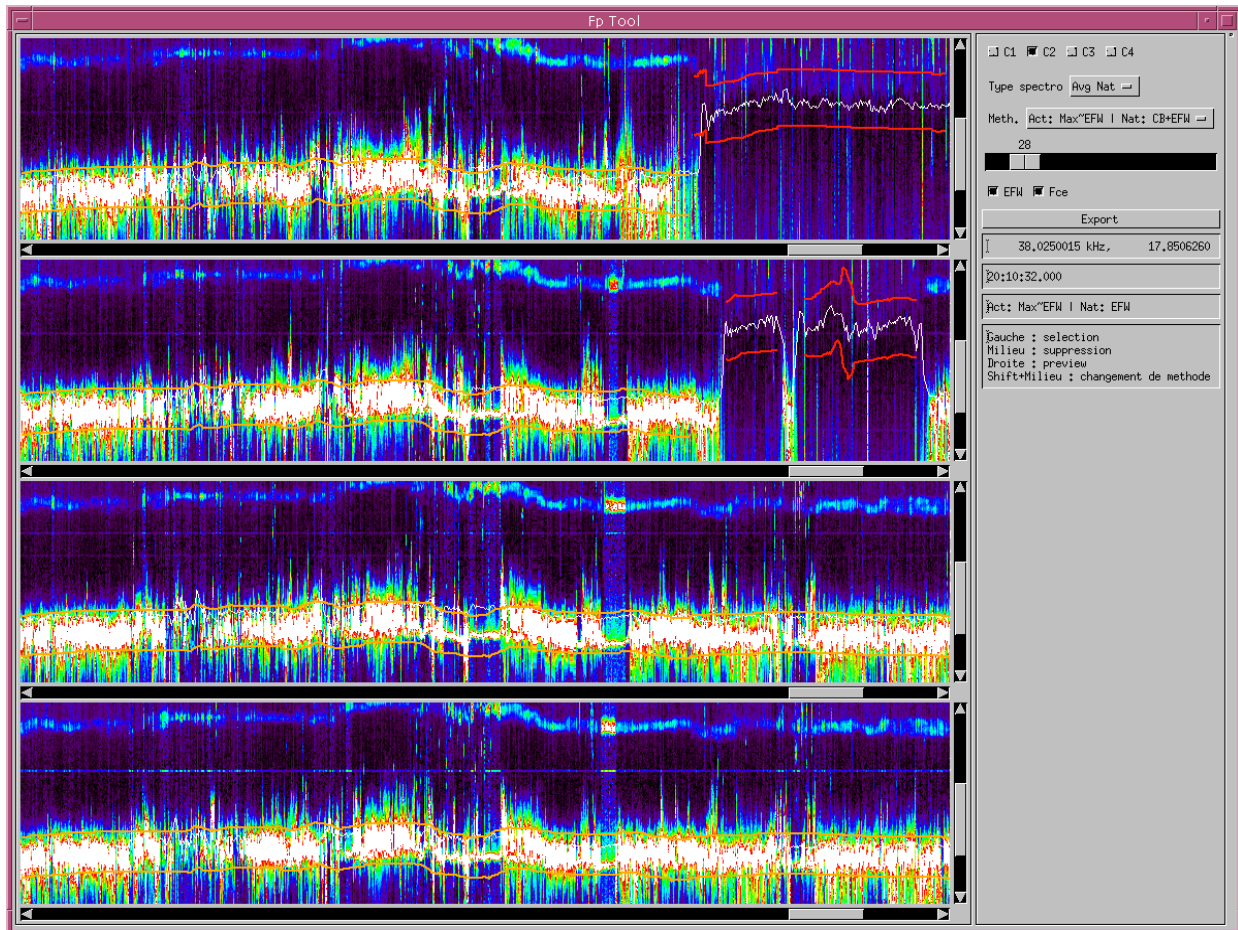 Fp Tool
C1 C2 C3 C4
Type spectro Avg Nat
Meth. Act: Max~EFW | Nat: CB+EFW
28
EFW Fce
Export
38.0250015 kHz, 17.8506260
20:10:32.000
Act: Max~EFW | Nat: EFW
Gauche : selection
Milieu : suppression
Droite : preview
Shift+Milieu : changement de methode